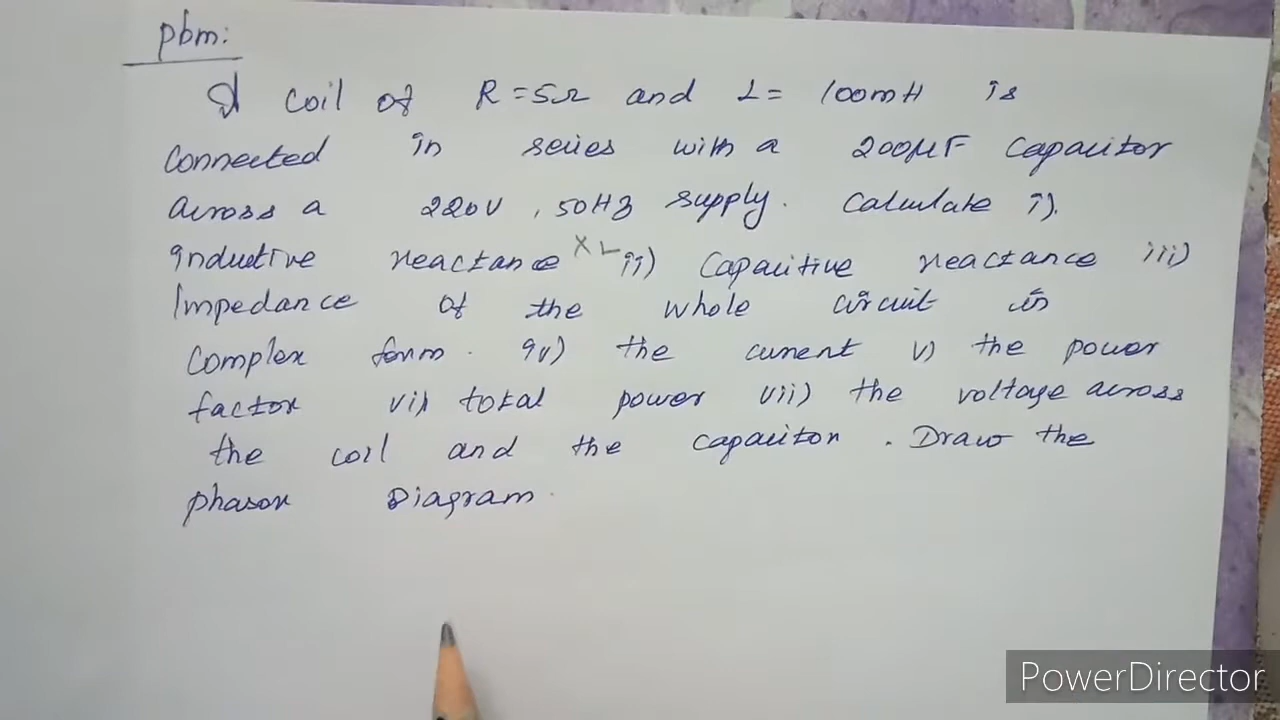 pbm:
A coil of R = 5Ω and L = 100mH is
Connected in series with a 200μF Capacitor
across a 220V, 50Hz supply. Calculate i).
inductive reactance XL ii) Capacitive reactance iii)
Impedance of the whole circuit in
Complex form. iv) the current v) the power
factor vi) total power vii) the voltage across
the coil and the capacitor. Draw the
phasor Diagram.
PowerDirector